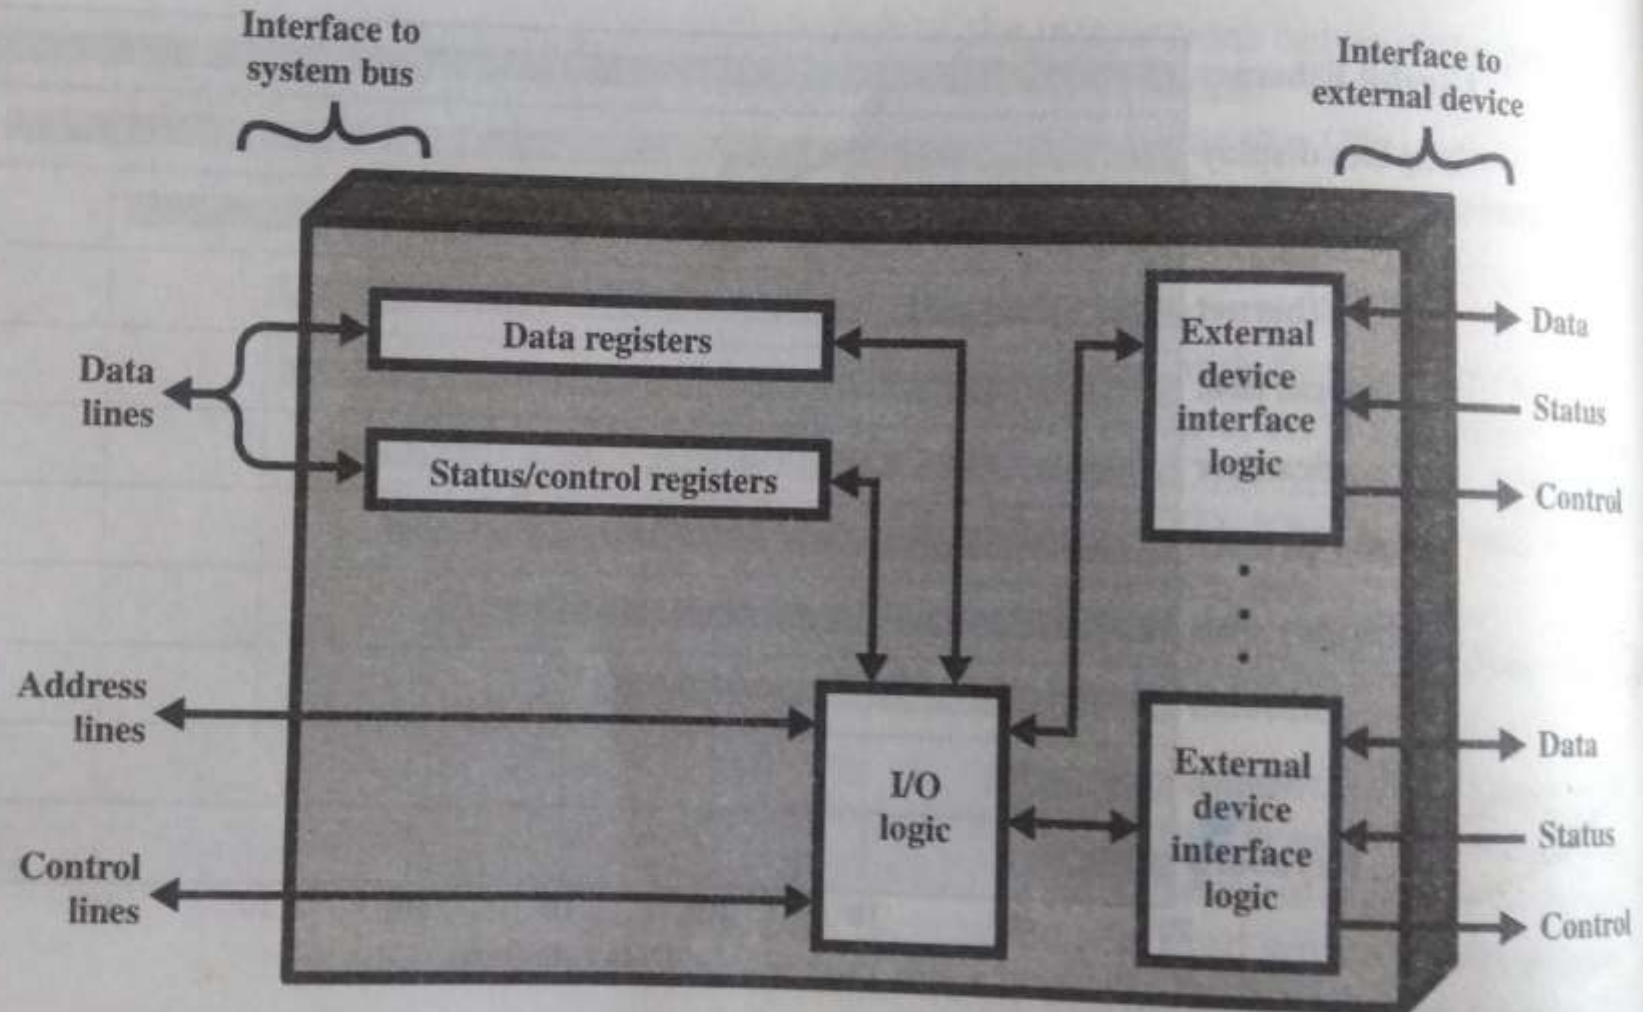 Interface to
system bus
Interface to
external device
Data
lines
Data registers
Status/control registers
External
device
interface
logic
Data
Status
Control
Address
lines
Control
lines
I/O
logic
External
device
interface
logic
Data
Status
Control